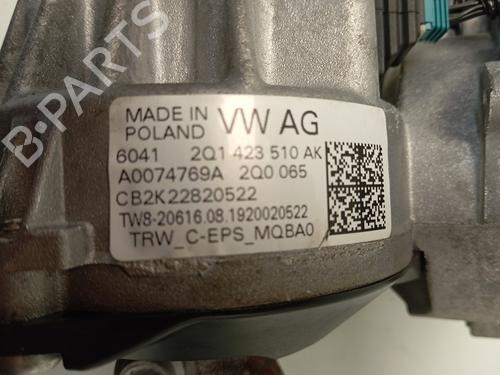 MADE IN POLAND VW AG
6041 2Q1 423 510 AK
A0074769A 2Q0 065
CB2K22820522
TW8-20616.08.1920020522
TRW_C-EPS_MQBA0
B-PARTS